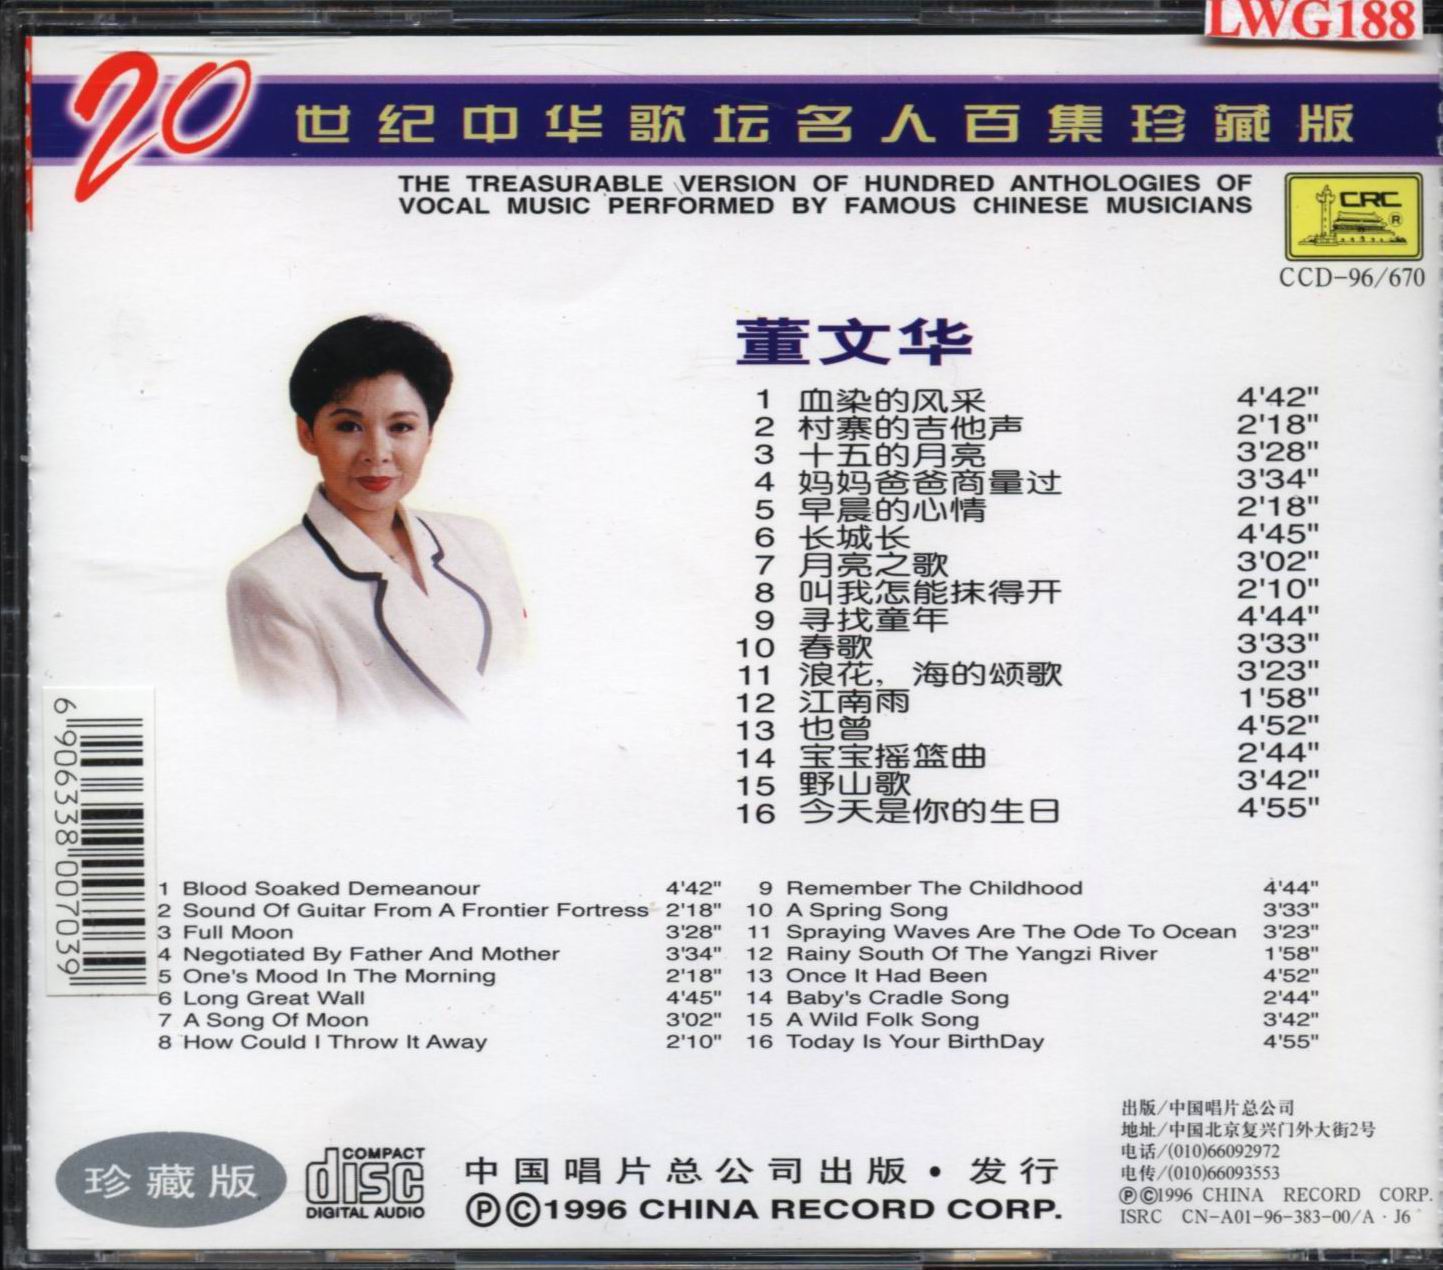 LWG188
20世纪中华歌坛名人百集珍藏版
THE TREASURABLE VERSION OF HUNDRED ANTHOLOGIES OF
VOCAL MUSIC PERFORMED BY FAMOUS CHINESE MUSICIANS
CRC
®
CCD-96/670
董文华
1 血染的风采 4'42"
2 村寨的吉他声 2'18"
3 十五的月亮 3'28"
4 妈妈爸爸商量过 3'34"
5 早晨的心情 2'18"
6 长城长 4'45"
7 月亮之歌 3'02"
8 叫我怎能抹得开 2'10"
9 寻找童年 4'44"
10 春歌 3'33"
11 浪花，海的颂歌 3'23"
12 江南雨 1'58"
13 也曾 4'52"
14 宝宝摇篮曲 2'44"
15 野山歌 3'42"
16 今天是你的生日 4'55"
6 906338 007039
1 Blood Soaked Demeanour 4'42"
2 Sound Of Guitar From A Frontier Fortress 2'18"
3 Full Moon 3'28"
4 Negotiated By Father And Mother 3'34"
5 One's Mood In The Morning 2'18"
6 Long Great Wall 4'45"
7 A Song Of Moon 3'02"
8 How Could I Throw It Away 2'10"
9 Remember The Childhood 4'44"
10 A Spring Song 3'33"
11 Spraying Waves Are The Ode To Ocean 3'23"
12 Rainy South Of The Yangzi River 1'58"
13 Once It Had Been 4'52"
14 Baby's Cradle Song 2'44"
15 A Wild Folk Song 3'42"
16 Today Is Your BirthDay 4'55"
珍藏版
COMPACT
disc
DIGITAL AUDIO
中国唱片总公司出版·发行
℗©1996 CHINA RECORD CORP.
出版/中国唱片总公司
地址/中国北京复兴门外大街2号
电话/(010)66092972
电传/(010)66093553
℗©1996 CHINA RECORD CORP.
ISRC CN-A01-96-383-00/A·J6